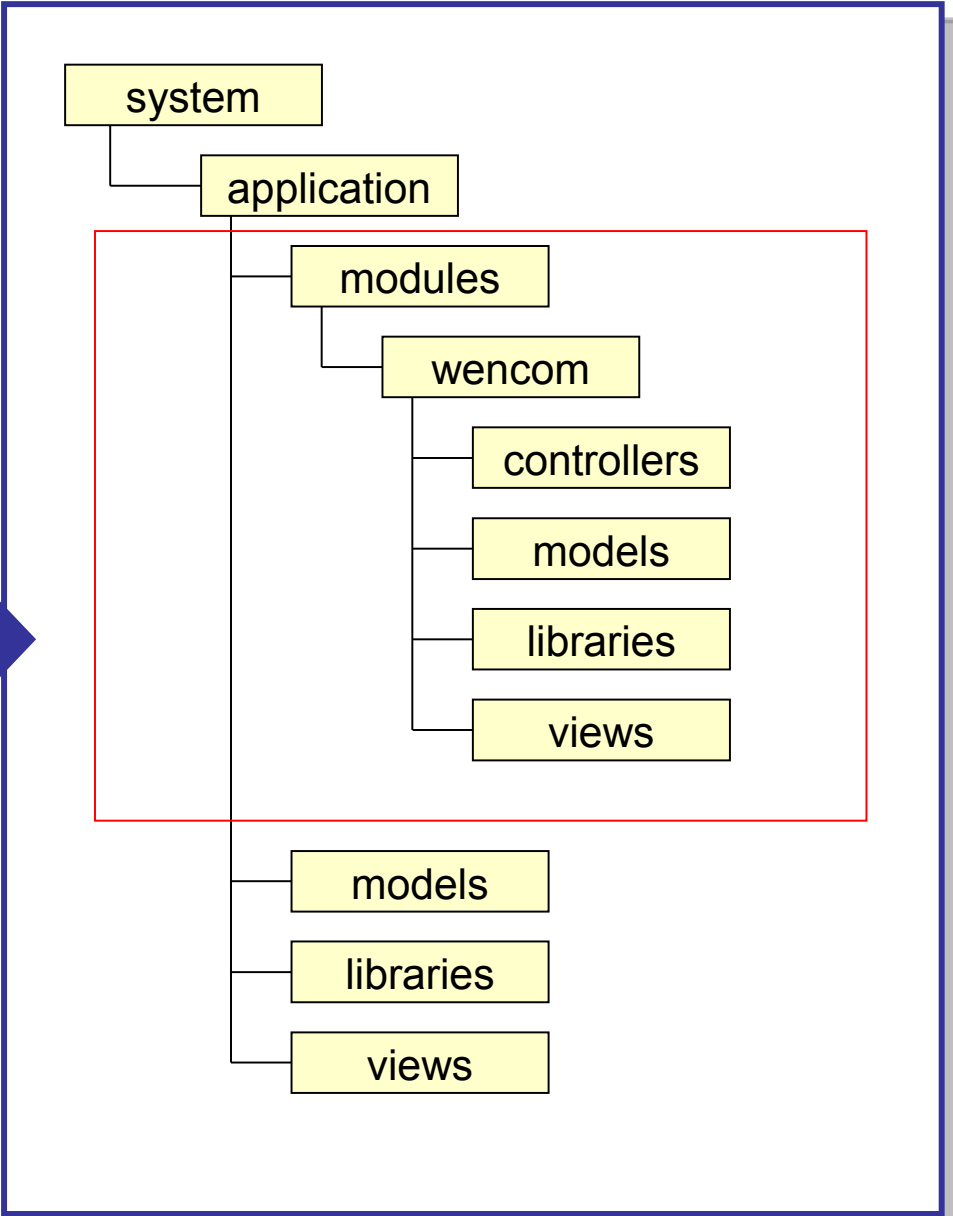 system
application
modules
wencom
controllers
models
libraries
views
models
libraries
views